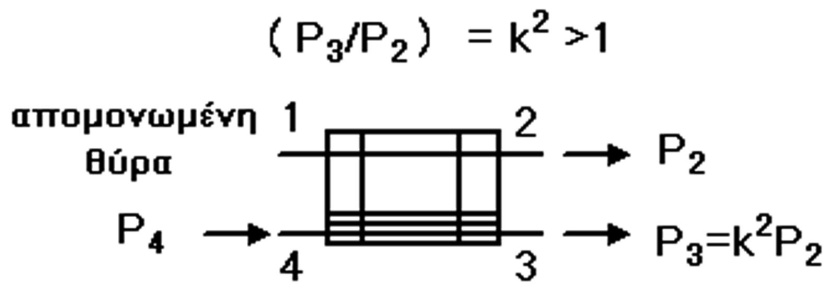 (P₃/P₂) = k² >1
απομονωμένη 1 2
θύρα P₂
P₄ P₃=k²P₂
4 3